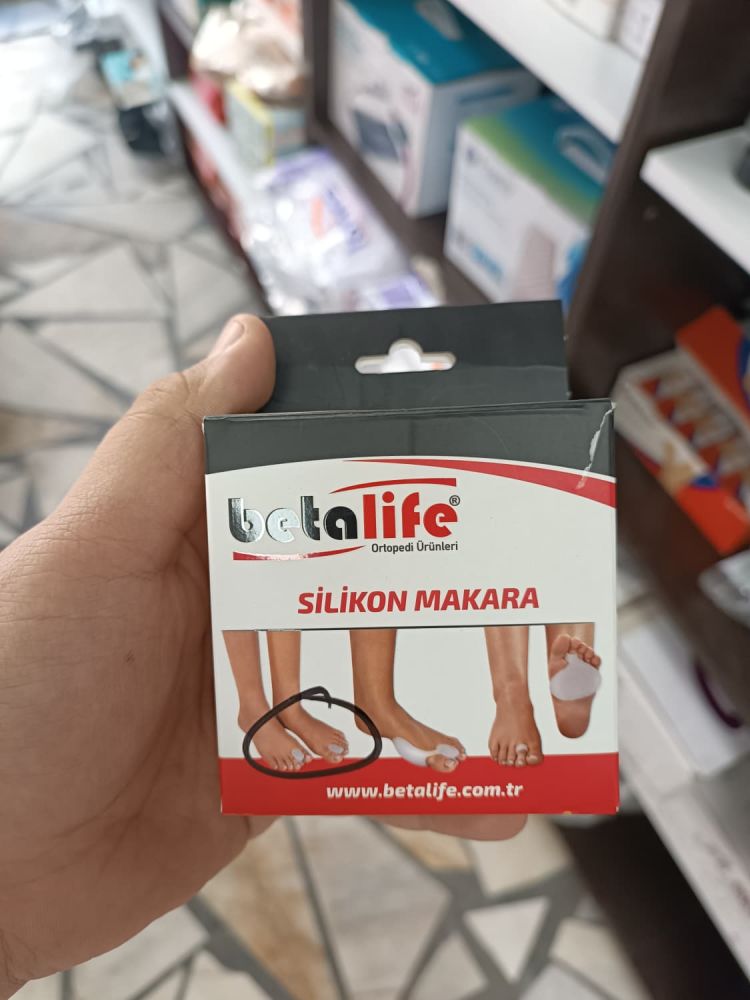 betalife®
Ortopedi Ürünleri
SİLİKON MAKARA
www.betalife.com.tr